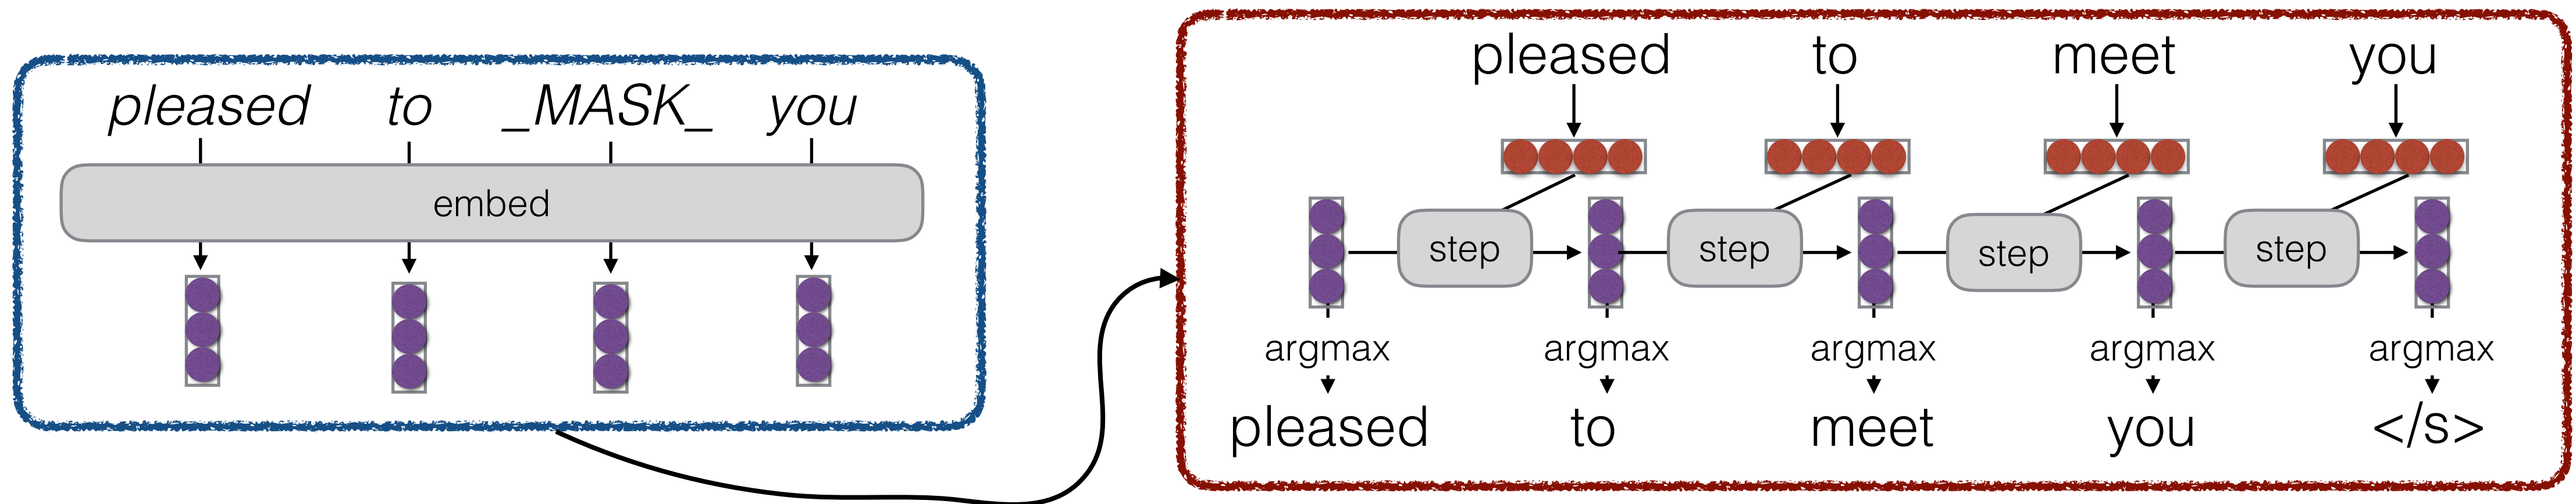 pleased to _MASK_ you
embed
pleased to meet you
step step step step
argmax argmax argmax argmax argmax
pleased to meet you </s>